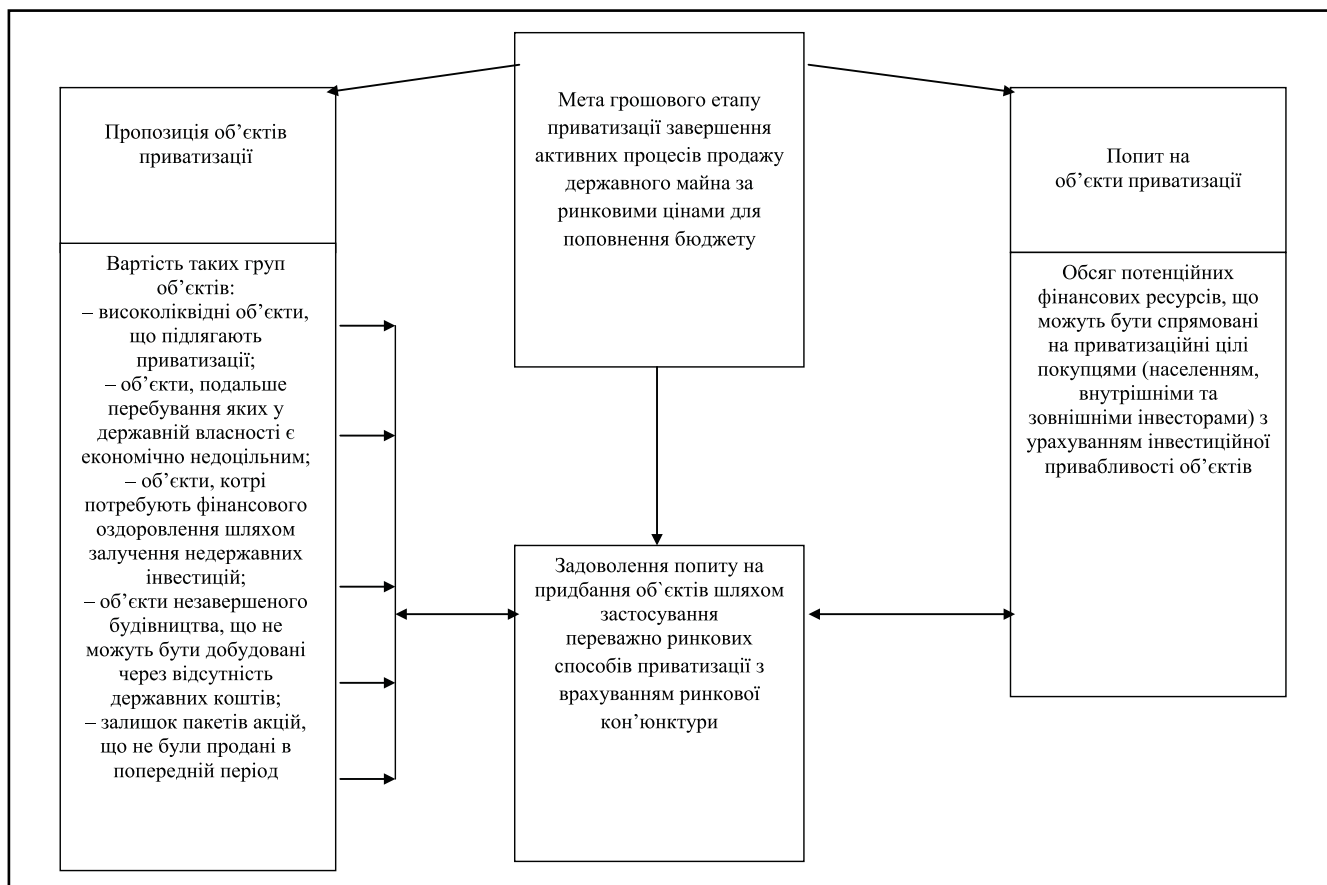 Пропозиція об’єктів
приватизації
Вартість таких груп
об’єктів:
– високоліквідні об’єкти,
що підлягають
приватизації;
– об’єкти, подальше
перебування яких у
державній власності є
економічно недоцільним;
– об’єкти, котрі
потребують фінансового
оздоровлення шляхом
залучення недержавних
інвестицій;
– об’єкти незавершеного
будівництва, що не
можуть бути добудовані
через відсутність
державних коштів;
– залишок пакетів акцій,
що не були продані в
попередній період
Мета грошового етапу
приватизації завершення
активних процесів продажу
державного майна за
ринковими цінами для
поповнення бюджету
Задоволення попиту на
придбання об`єктів шляхом
застосування
переважно ринкових
способів приватизації з
врахуванням ринкової
кон’юнктури
Попит на
об’єкти приватизації
Обсяг потенційних
фінансових ресурсів, що
можуть бути спрямовані
на приватизаційні цілі
покупцями (населенням,
внутрішніми та
зовнішніми інвесторами) з
урахуванням інвестиційної
привабливості об’єктів